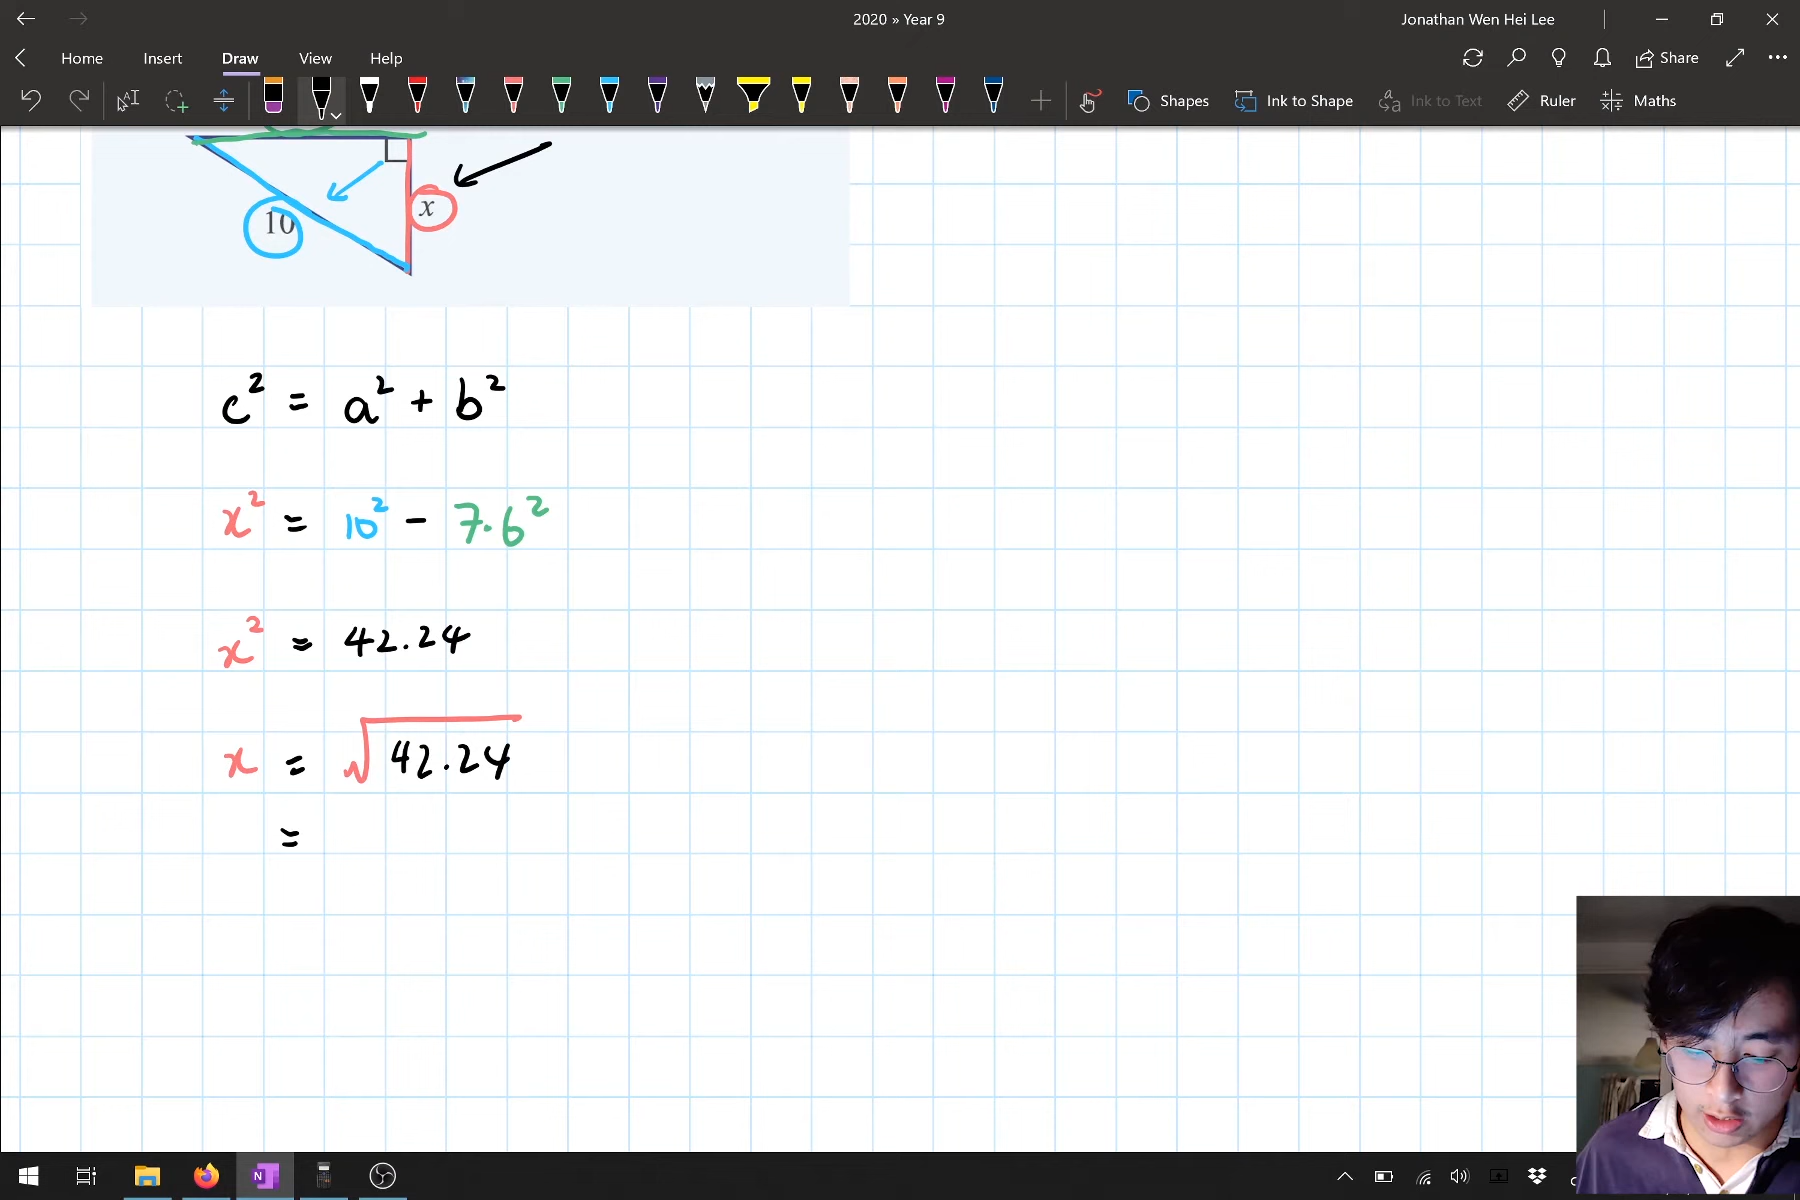 2020 » Year 9
Jonathan Wen Hei Lee
Home Insert Draw View Help
Share
Shapes Ink to Shape Ink to Text Ruler Maths
10
x
c² = a² + b²
x² = 10² - 7.6²
x² = 42.24
x = √42.24
=